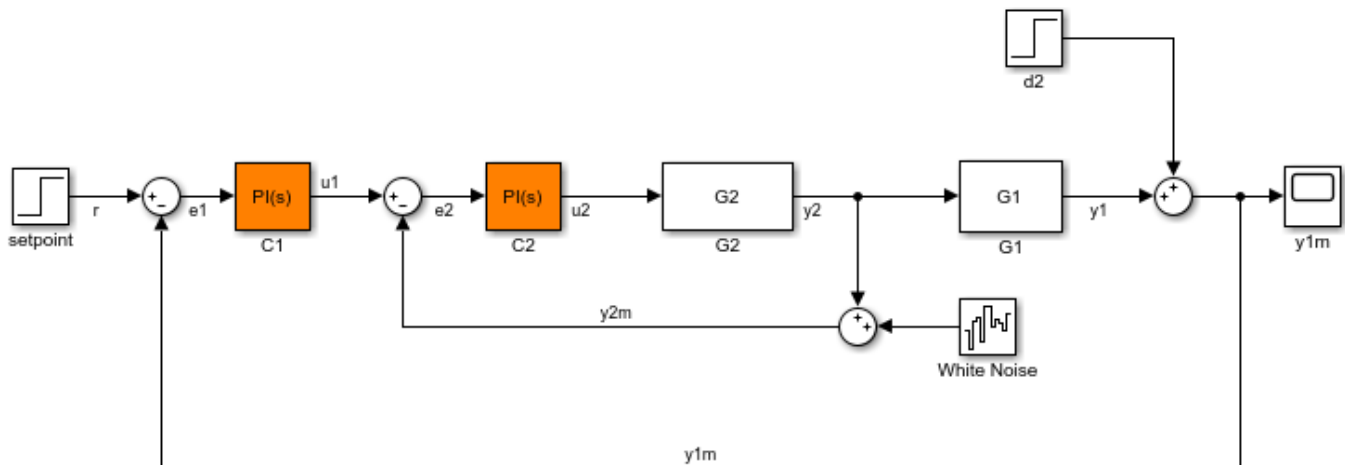 d2
PI(s)
u1
PI(s)
G2
G1
r
e1
e2
u2
y2
y1
setpoint
C1
C2
G2
G1
y1m
y2m
White Noise
y1m